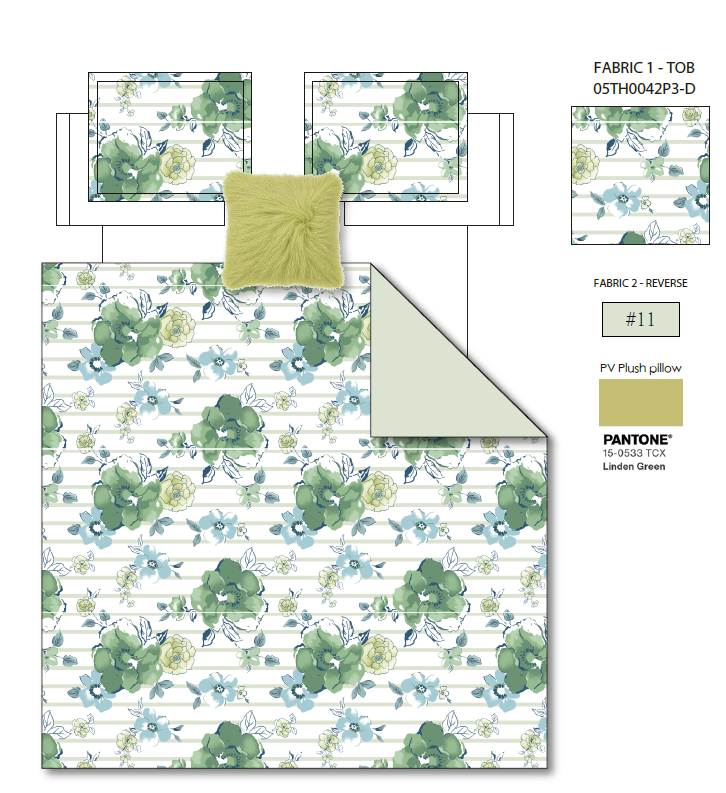 FABRIC 1 - TOB
05TH0042P3-D
FABRIC 2 - REVERSE
#11
PV Plush pillow
PANTONE®
15-0533 TCX
Linden Green